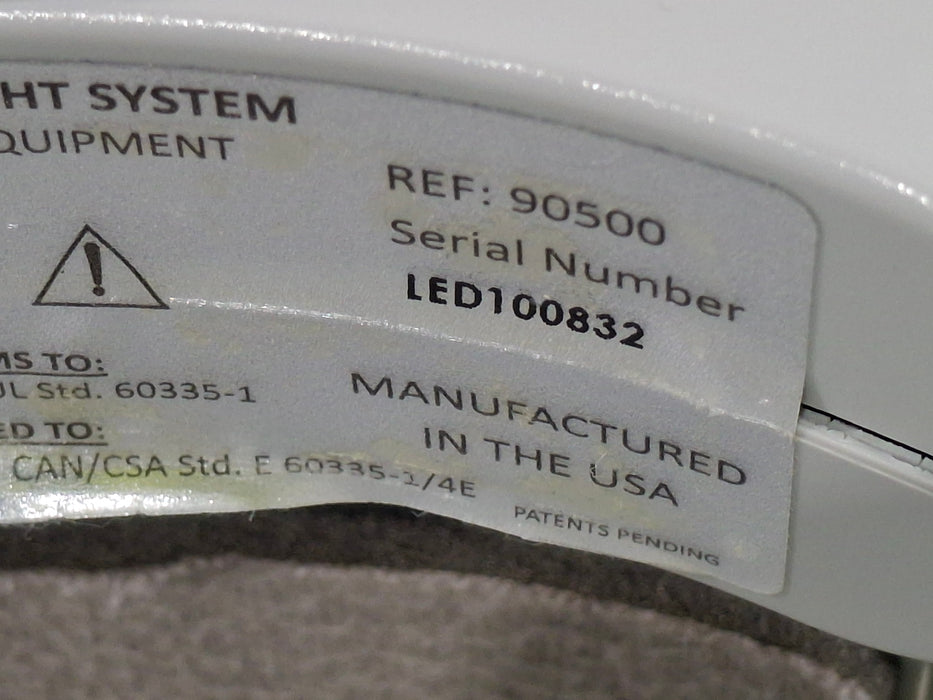 HT SYSTEM
QUIPMENT
REF: 90500
Serial Number
LED100832
MS TO:
UL Std. 60335-1
ED TO:
CAN/CSA Std. E 60335-1/4E
MANUFACTURED
IN THE USA
PATENTS PENDING